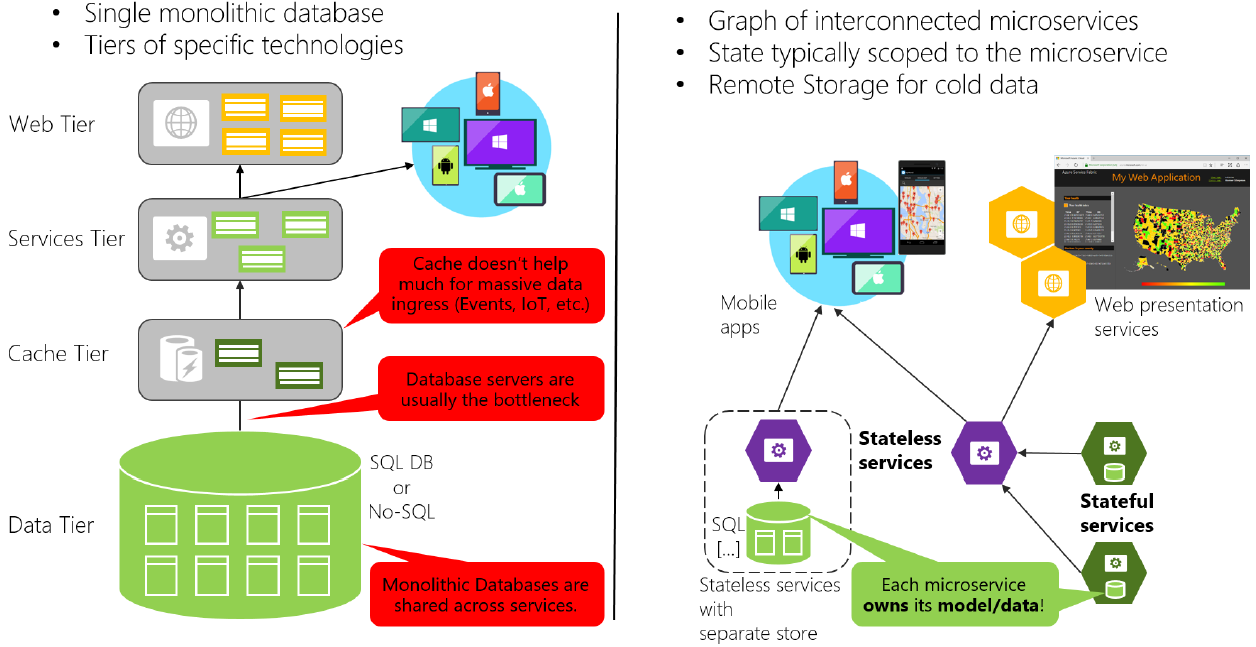 • Single monolithic database
• Tiers of specific technologies
Web Tier
Services Tier
Cache doesn't help
much for massive data
ingress (Events, IoT, etc.)
Cache Tier
Database servers are
usually the bottleneck
SQL DB
or
No-SQL
Data Tier
Monolithic Databases are
shared across services.
• Graph of interconnected microservices
• State typically scoped to the microservice
• Remote Storage for cold data
Azure Service Fabric
My Web Application
Mobile
apps
Web presentation
services
Stateless
services
Stateful
services
SQL
[...]
Stateless services
with
separate store
Each microservice
owns its model/data!